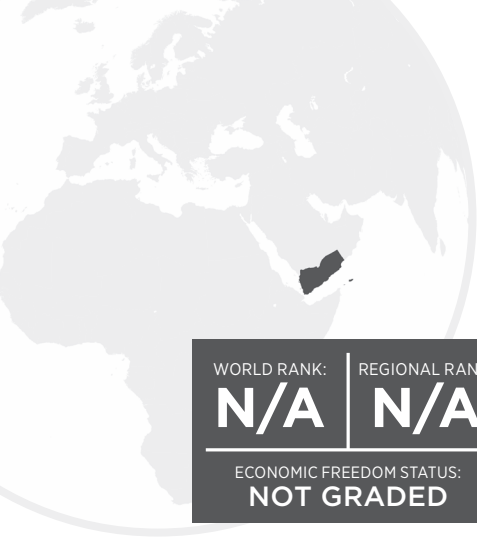 WORLD RANK:
N/A
REGIONAL RAN
N/A
ECONOMIC FREEDOM STATUS:
NOT GRADED